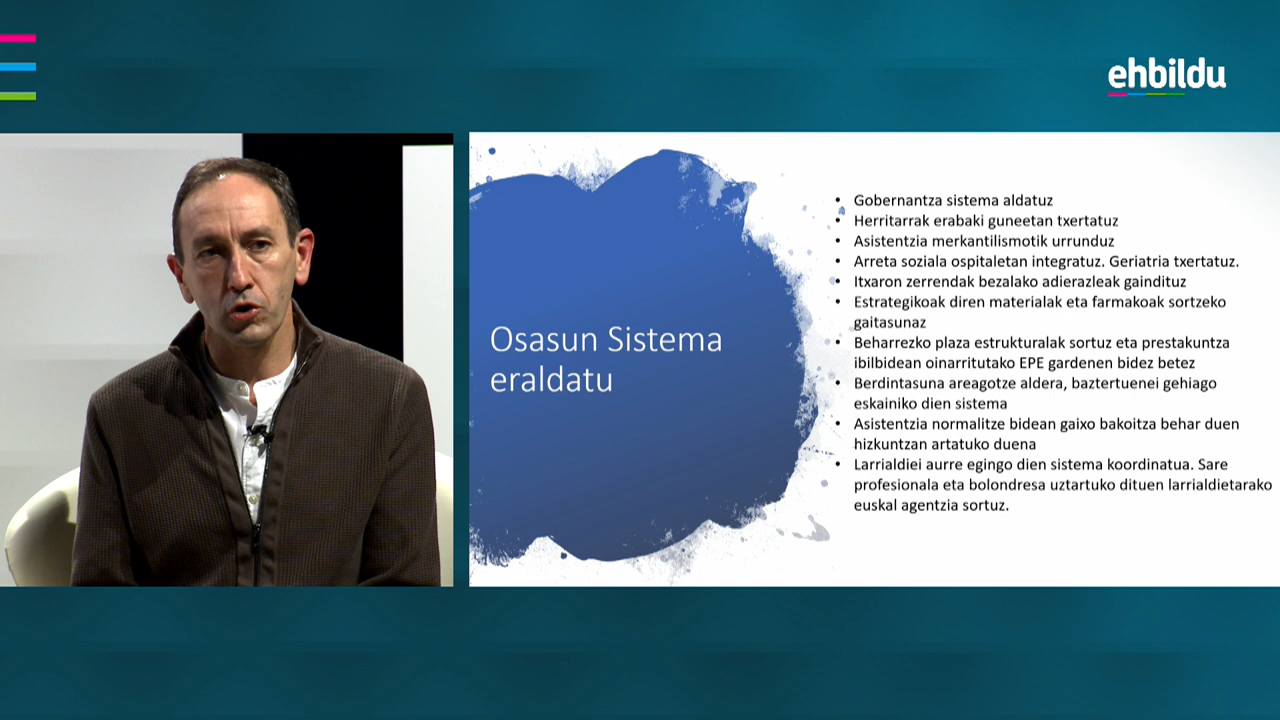 ehbildu
Osasun Sistema
eraldatu
• Gobernantza sistema aldatuz
• Herritarrak erabaki guneetan txertatuz
• Asistentzia merkantilismotik urrunduz
• Arreta soziala ospitaletan integratuz. Geriatria txertatuz.
• Itxaron zerrendak bezalako adierazleak gaindituz
• Estrategikoak diren materialak eta farmakoak sortzeko
gaitasunaz
• Beharrezko plaza estrukturalak sortuz eta prestakuntza
ibilbidean oinarritutako EPE gardenen bidez betez
• Berdintasuna areagotze aldera, baztertuenei gehiago
eskainiko dien sistema
• Asistentzia normalitze bidean gaixo bakoitza behar duen
hizkuntzan artatuko duena
• Larrialdiei aurre egingo dien sistema koordinatua. Sare
profesionala eta bolondresa uztartuko dituen larrialdietarako
euskal agentzia sortuz.